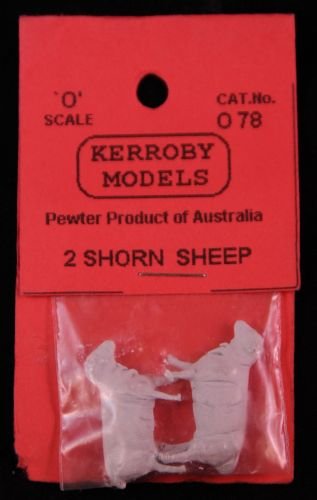 'O'
SCALE
CAT.No.
O 78
KERROBY
MODELS
Pewter Product of Australia
2 SHORN SHEEP